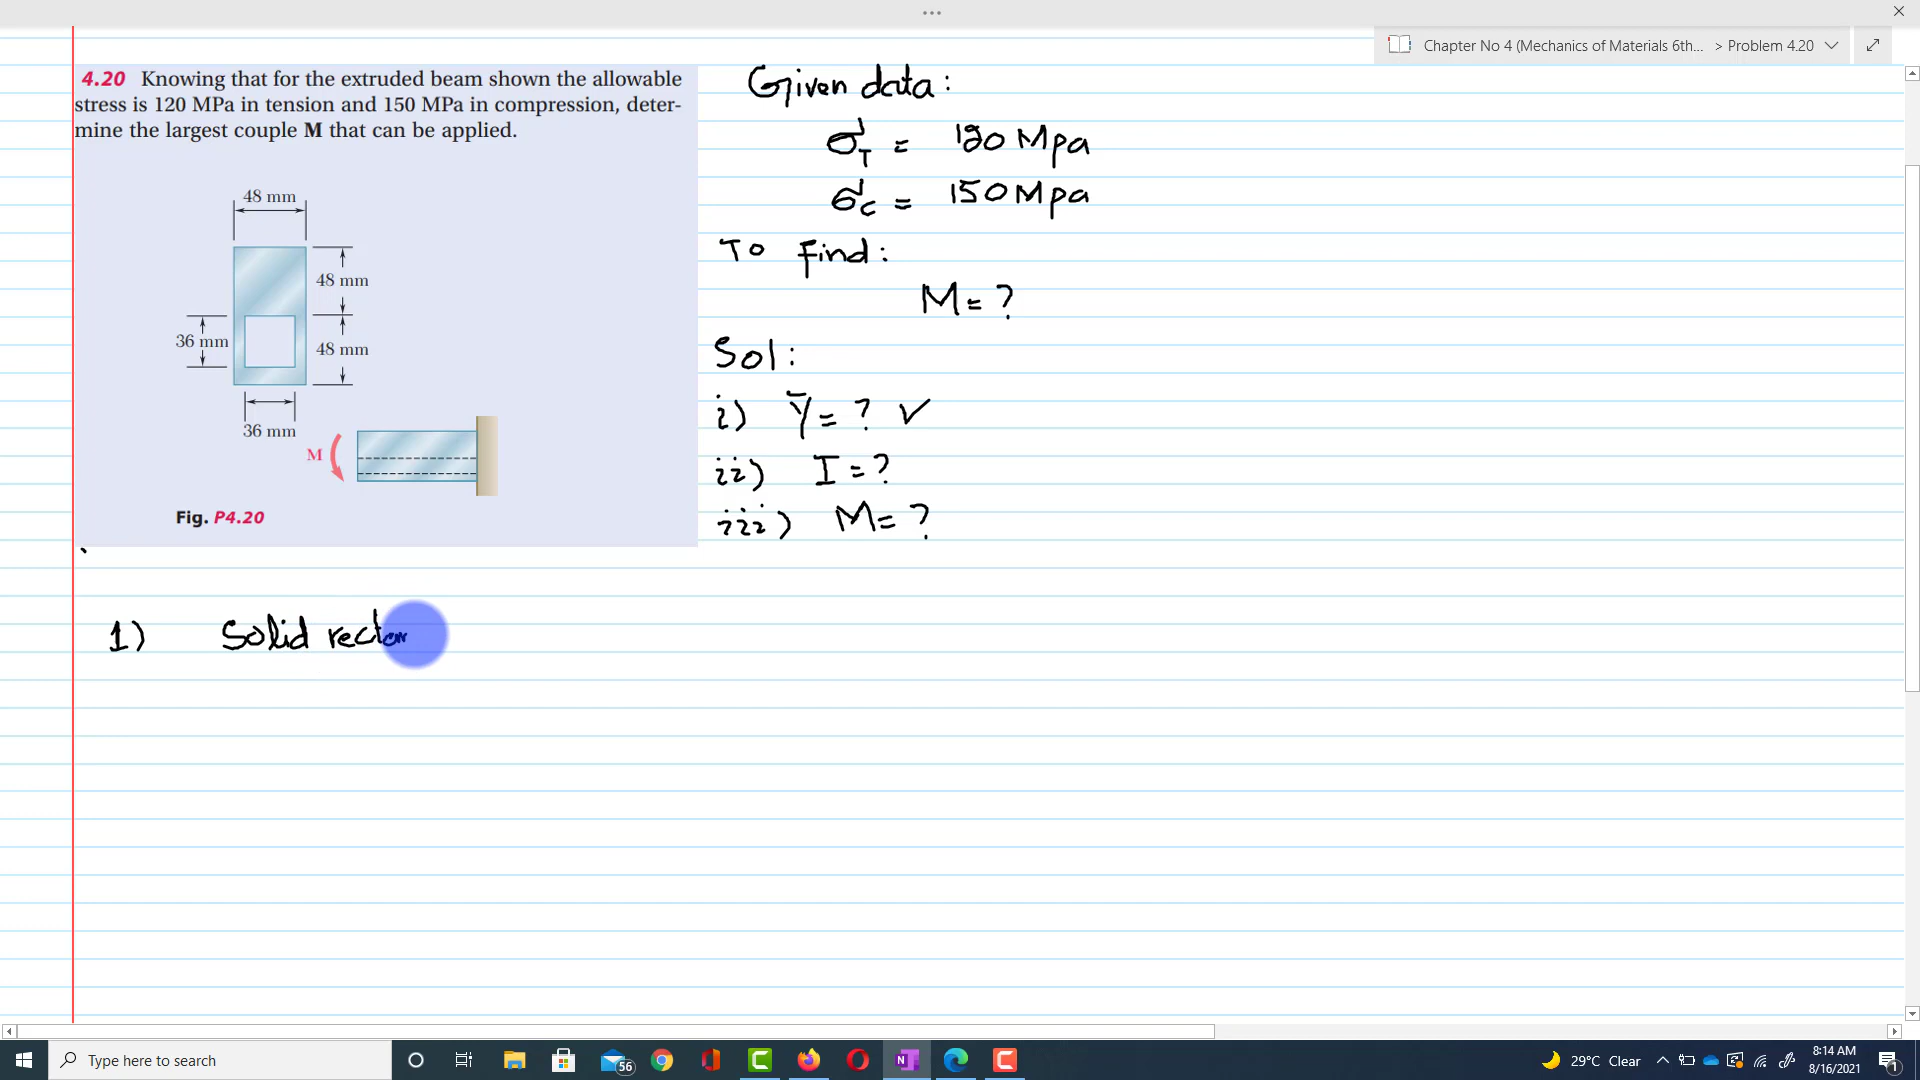 Chapter No 4 (Mechanics of Materials 6th... > Problem 4.20
4.20 Knowing that for the extruded beam shown the allowable
stress is 120 MPa in tension and 150 MPa in compression, deter-
mine the largest couple M that can be applied.
48 mm
48 mm
36 mm
48 mm
36 mm
M
Fig. P4.20
Given data:
σT = 120 Mpa
σC = 150 Mpa
To Find:
M = ?
Sol:
i) Ȳ = ? ✓
ii) I = ?
iii) M = ?
1) Solid rectan
Type here to search
56
29°C Clear
8:14 AM
8/16/2021
1